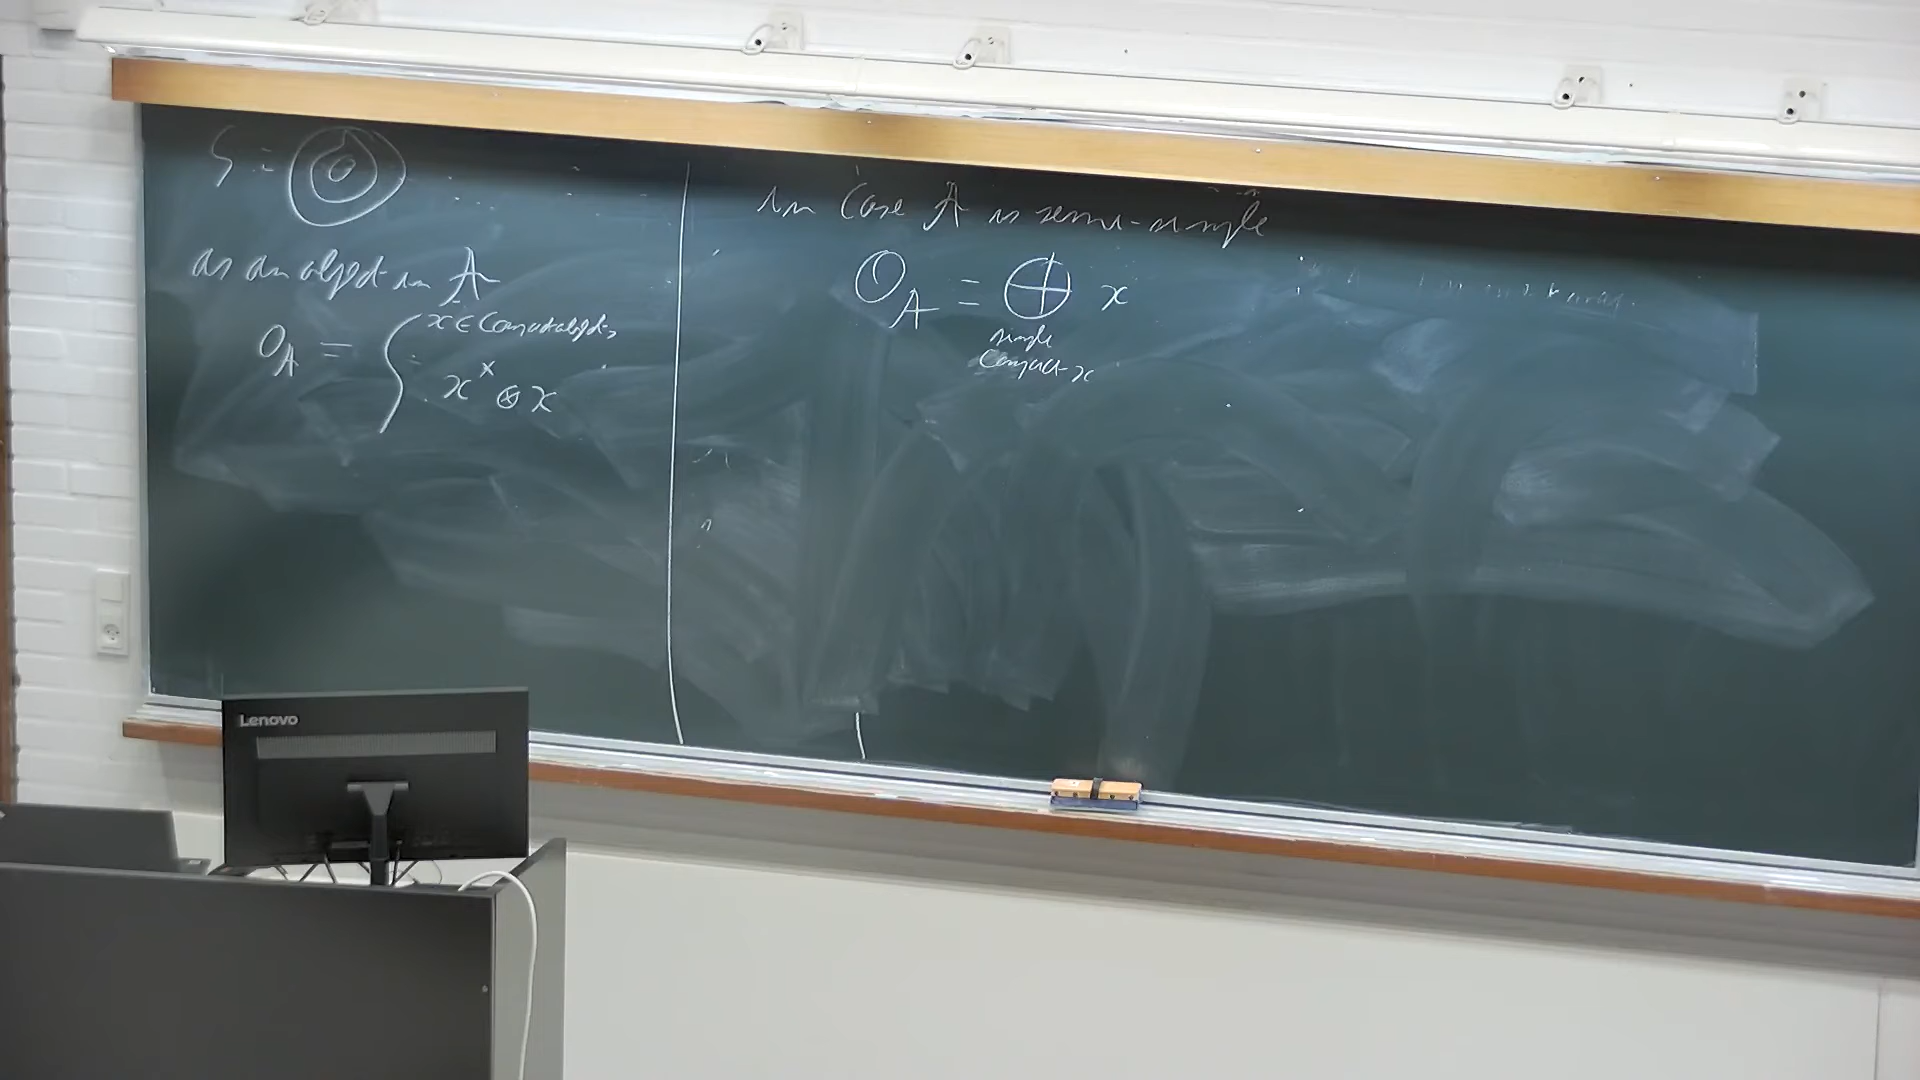 S =
as an object in A
O_A = ∫^{x ∈ Compact objects}
x^* ⊗ x
in case A is semi-simple
O_A = ⊕ x
simple
compact x
Lenovo